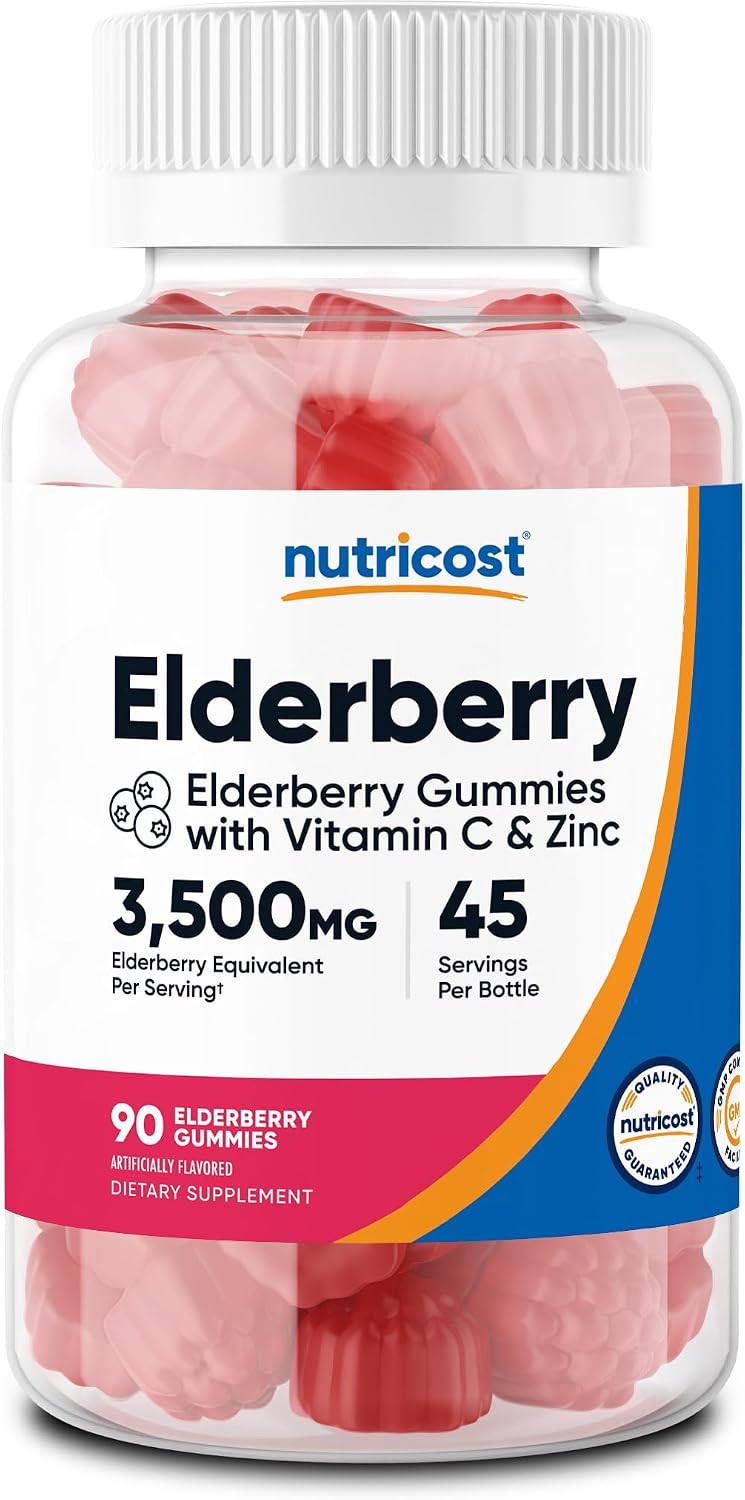 nutricost®
Elderberry
Elderberry Gummies
with Vitamin C & Zinc
3,500MG
Elderberry Equivalent
Per Serving†
45
Servings
Per Bottle
90 ELDERBERRY
GUMMIES
ARTIFICIALLY FLAVORED
DIETARY SUPPLEMENT
QUALITY
nutricost®
GUARANTEED
‡
GMP